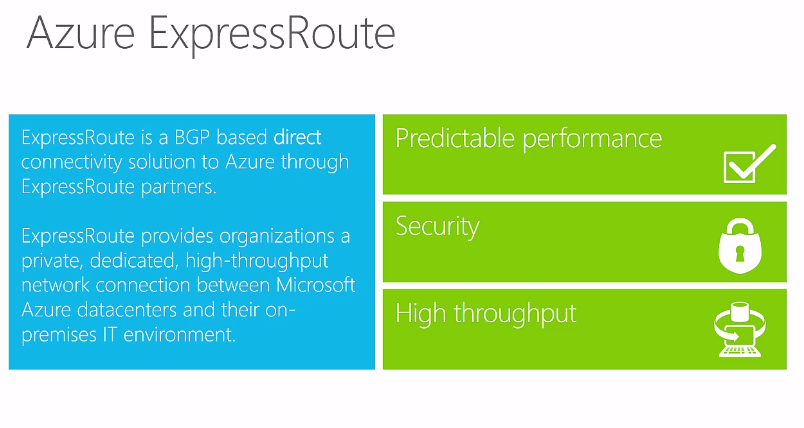 Azure ExpressRoute
ExpressRoute is a BGP based direct
connectivity solution to Azure through
ExpressRoute partners.
ExpressRoute provides organizations a
private, dedicated, high-throughput
network connection between Microsoft
Azure datacenters and their on-
premises IT environment.
Predictable performance
Security
High throughput